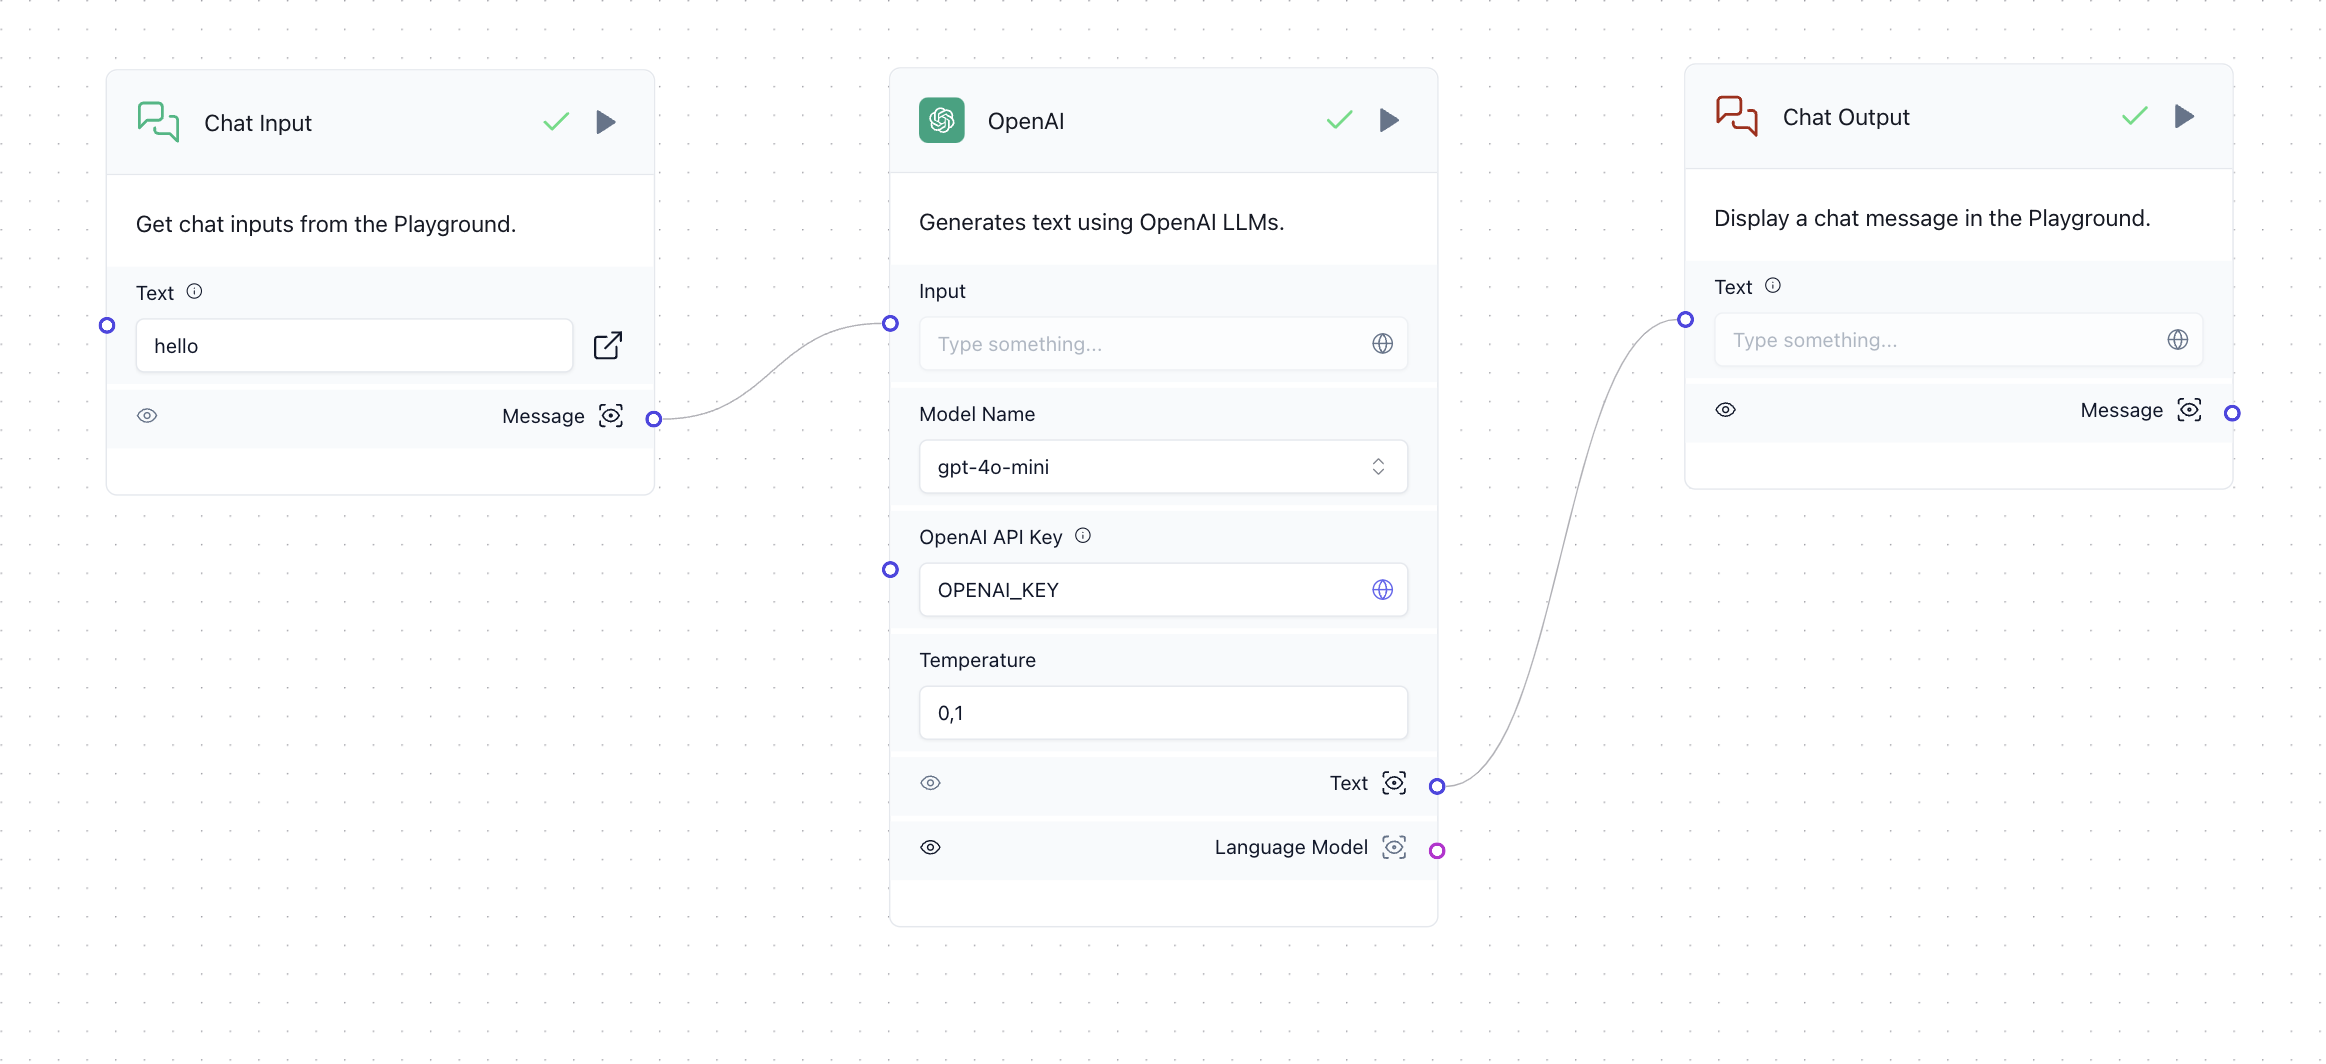 Chat Input
Get chat inputs from the Playground.
Text
hello
Message
OpenAI
Generates text using OpenAI LLMs.
Input
Type something...
Model Name
gpt-4o-mini
OpenAI API Key
OPENAI_KEY
Temperature
0,1
Text
Language Model
Chat Output
Display a chat message in the Playground.
Text
Type something...
Message